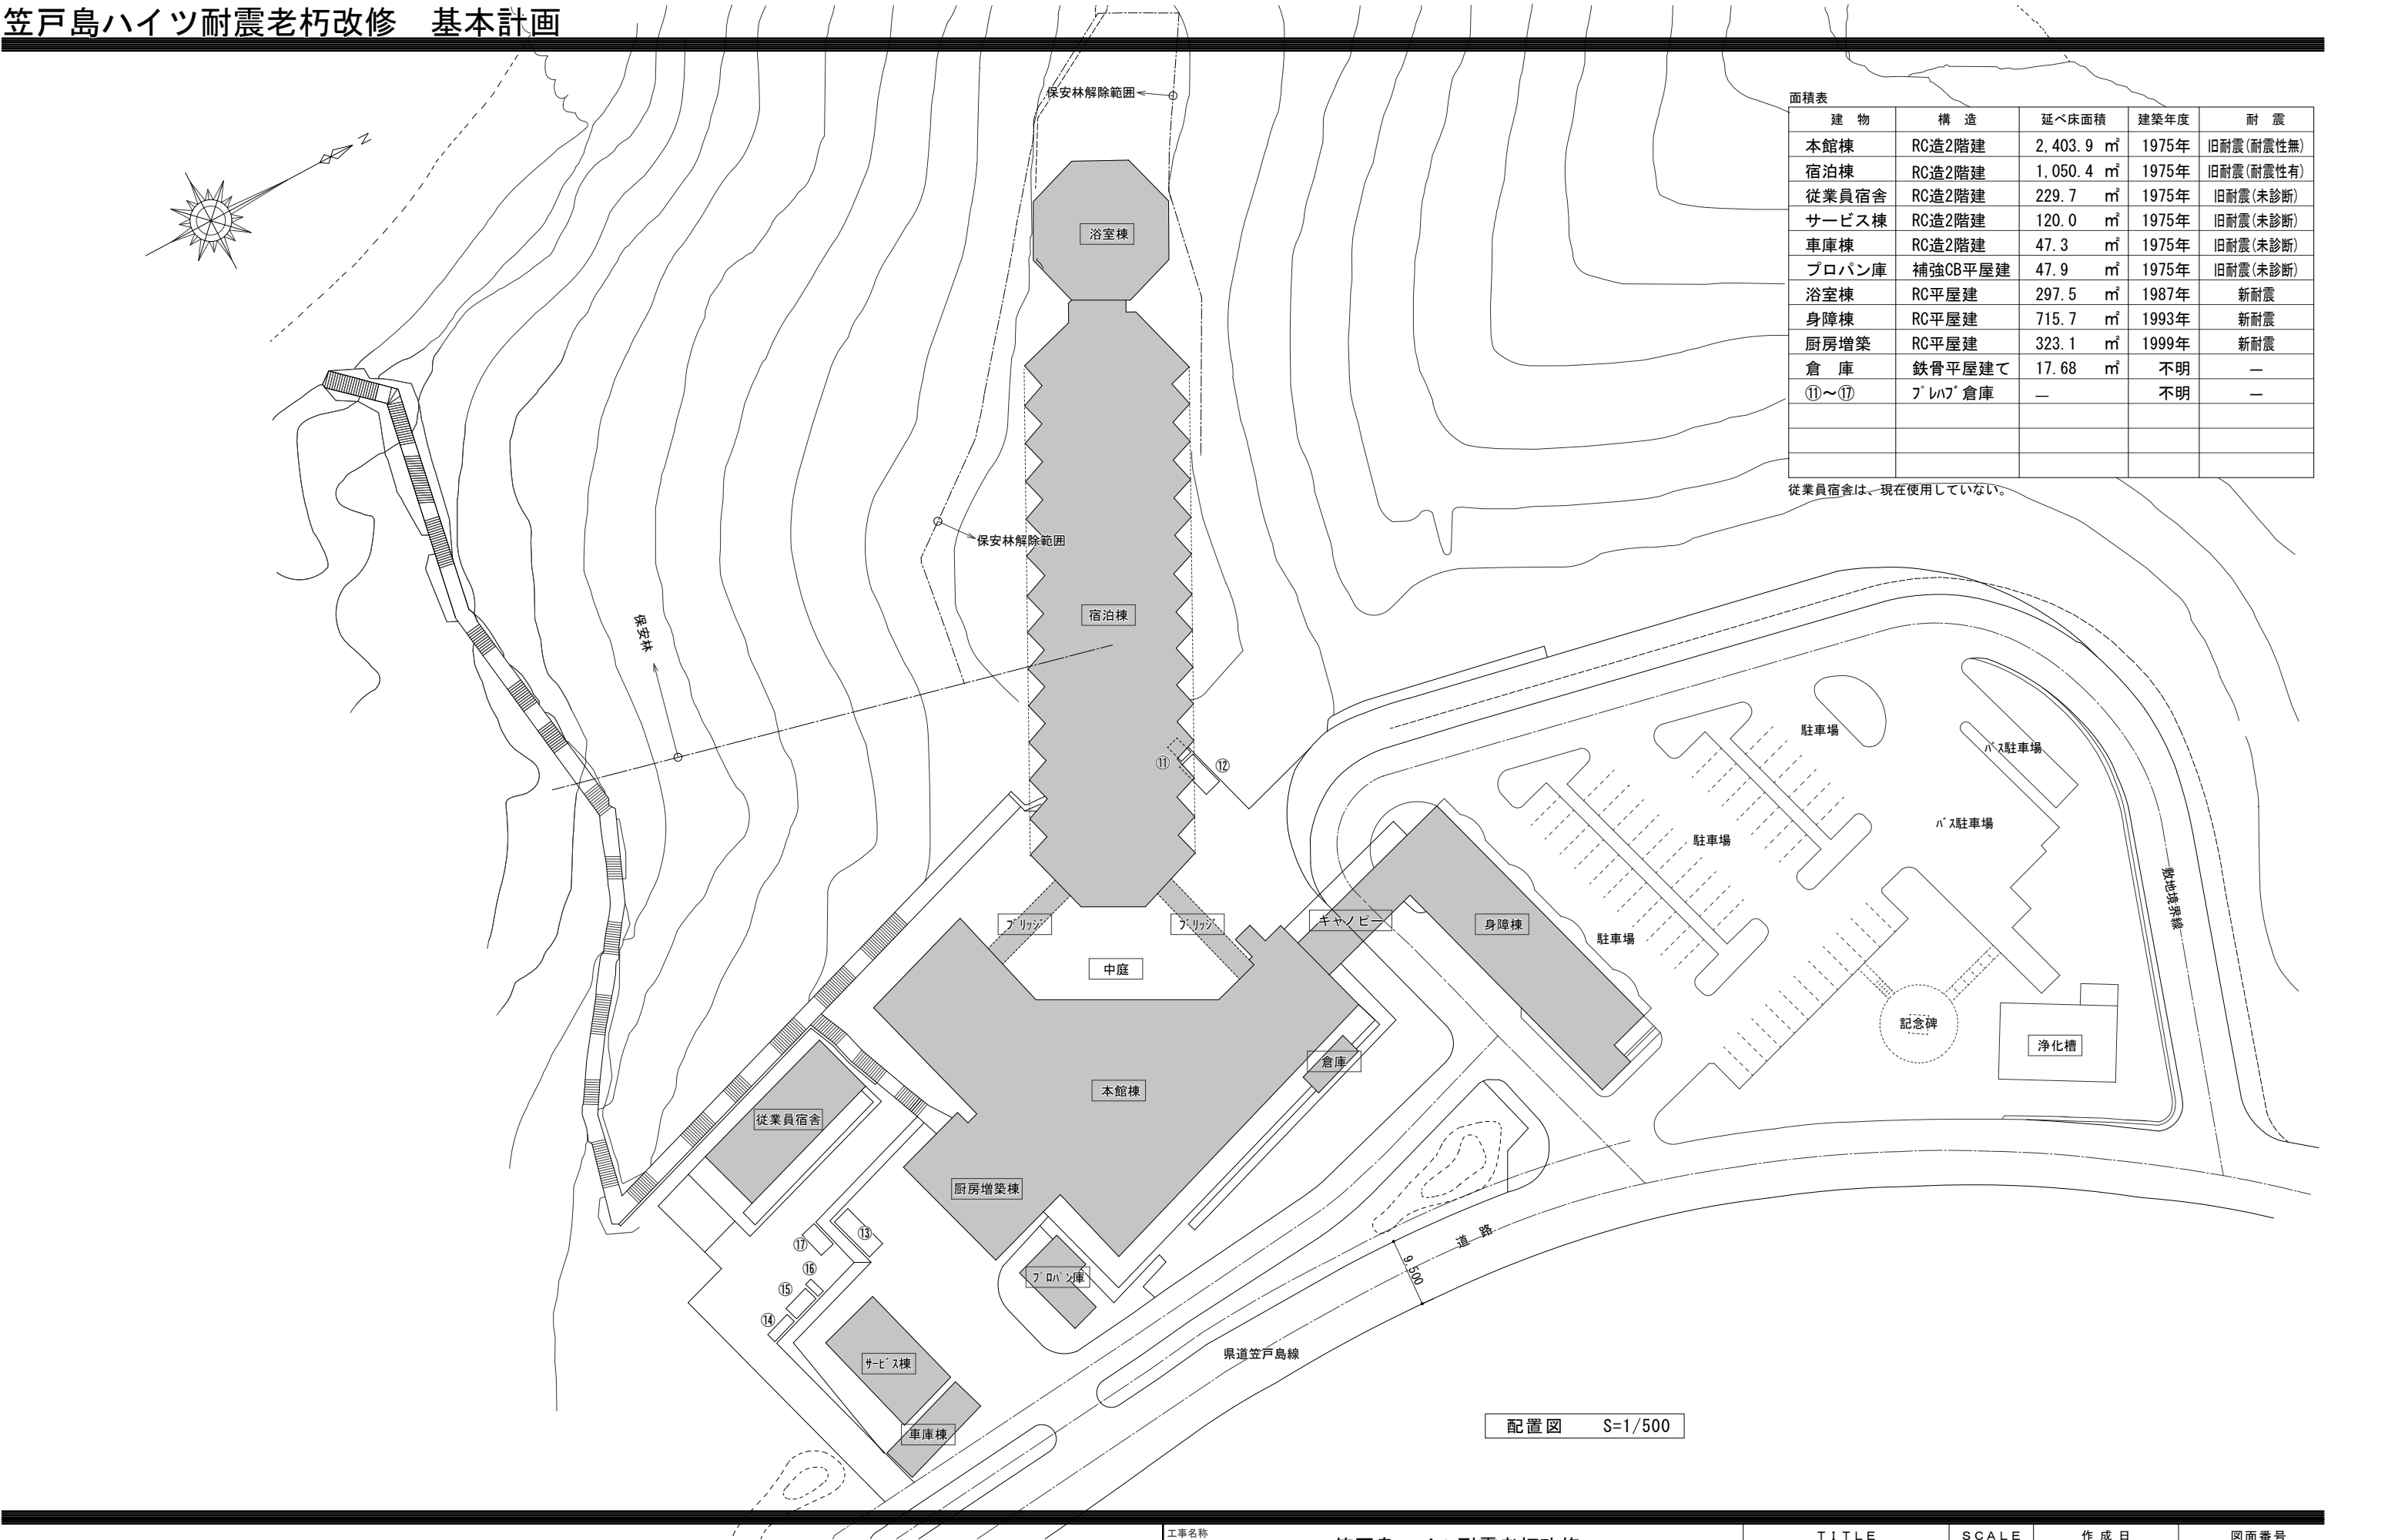 笠戸島ハイツ耐震老朽改修　基本計画
保安林解除範囲
N
面積表
建　物 構　造 延べ床面積 建築年度 耐　震
本館棟 RC造2階建 2,403.9 ㎡ 1975年 旧耐震(耐震性無)
宿泊棟 RC造2階建 1,050.4 ㎡ 1975年 旧耐震(耐震性有)
従業員宿舎 RC造2階建 229.7 ㎡ 1975年 旧耐震(未診断)
サービス棟 RC造2階建 120.0 ㎡ 1975年 旧耐震(未診断)
車庫棟 RC造2階建 47.3 ㎡ 1975年 旧耐震(未診断)
プロパン庫 補強CB平屋建 47.9 ㎡ 1975年 旧耐震(未診断)
浴室棟 RC平屋建 297.5 ㎡ 1987年 新耐震
身障棟 RC平屋建 715.7 ㎡ 1993年 新耐震
厨房増築 RC平屋建 323.1 ㎡ 1999年 新耐震
倉　庫 鉄骨平屋建て 17.68 ㎡ 不明 ―
⑪～⑰ ﾌﾟﾚﾊﾌﾞ倉庫 ― 不明 ―
従業員宿舎は、現在使用していない。
浴室棟
保安林解除範囲
宿泊棟
保安林
⑪
⑫
駐車場
ﾊﾞｽ駐車場
ﾊﾞｽ駐車場
駐車場
駐車場
敷地境界線
ﾌﾞﾘｯｼﾞ
ﾌﾞﾘｯｼﾞ
キャノピー
身障棟
中庭
記念碑
浄化槽
倉庫
本館棟
従業員宿舎
厨房増築棟
⑬
⑰
⑯
⑮
⑭
ﾌﾟﾛﾊﾟﾝ庫
道 路
9,500
県道笠戸島線
ｻｰﾋﾞｽ棟
車庫棟
配置図　S=1/500
工事名称
TITLE
SCALE
作 成 日
図面番号